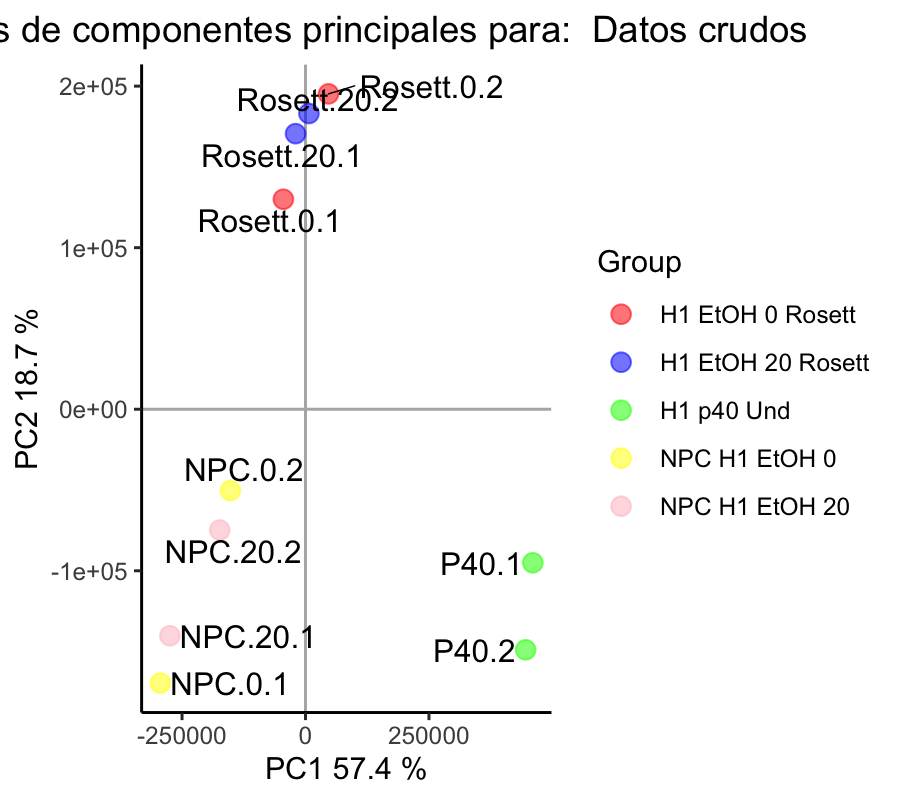 s de componentes principales para:  Datos crudos
2e+05
1e+05
0e+00
-1e+05
PC2 18.7 %
Rosett.0.2
Rosett.20.2
Rosett.20.1
Rosett.0.1
NPC.0.2
NPC.20.2
P40.1
NPC.20.1
P40.2
NPC.0.1
-250000 0 250000
PC1 57.4 %
Group
H1 EtOH 0 Rosett
H1 EtOH 20 Rosett
H1 p40 Und
NPC H1 EtOH 0
NPC H1 EtOH 20